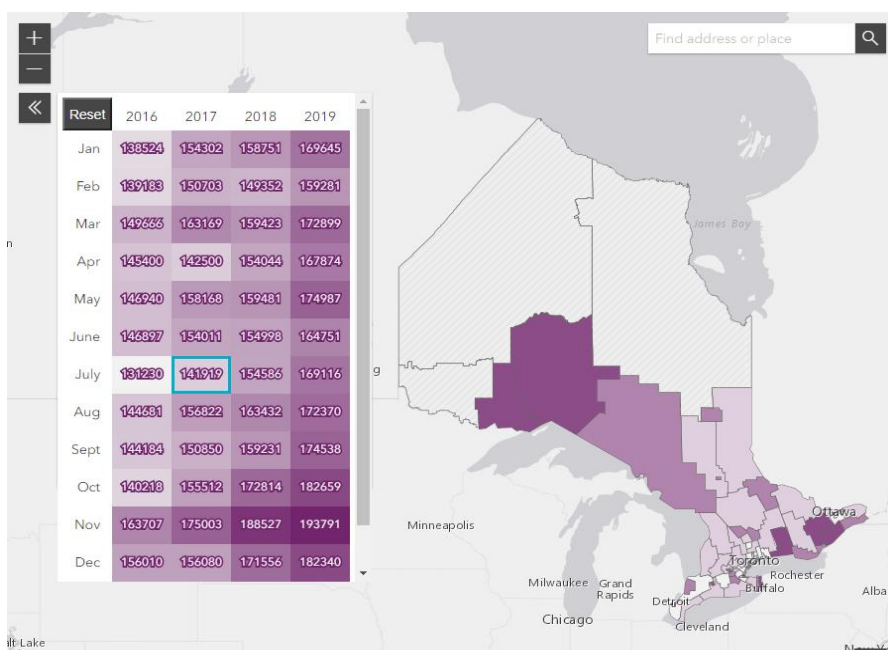 +
Find address or place
−
Reset 2016 2017 2018 2019
Jan 138524 154302 158751 169645
Feb 139183 150703 149352 159281
Mar 149666 163169 159423 172899
Apr 145400 142500 154044 167874
May 146940 158168 159481 174987
June 146897 154011 154998 164751
July 131230 141919 154586 169116
Aug 144681 156822 163432 172370
Sept 144184 150850 159231 174538
Oct 140218 155512 172814 182659
Nov 163707 175003 188527 193791
Dec 156010 156080 171556 182340
James Bay
n
g
Minneapolis
Ottawa
Toronto
Rochester
Milwaukee
Grand
Rapids
Detroit
Buffalo
Alba
Chicago
Cleveland
lt Lake